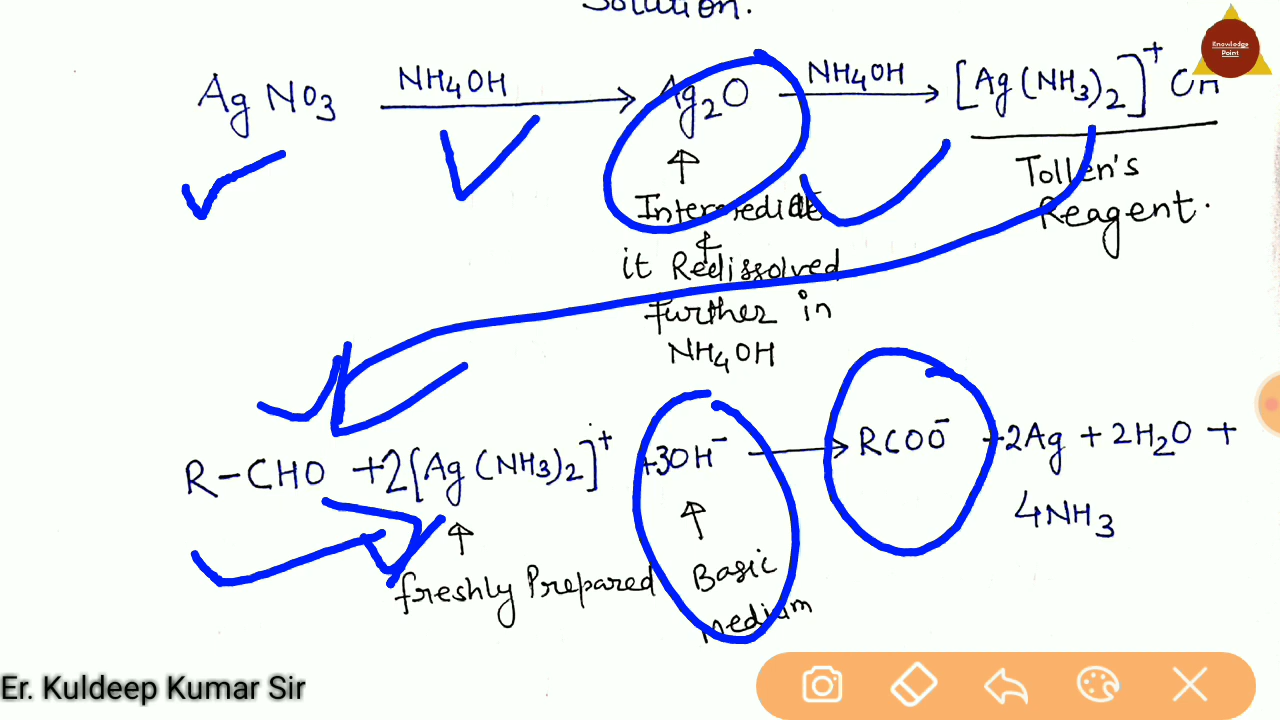 Solution.
Knowledge
Point
AgNO3 NH4OH Ag2O NH4OH [Ag(NH3)2]+ OH
Tollen's
Reagent.
↑
Intermediate
&
it Redissolved
further in
NH4OH
R-CHO +2[Ag(NH3)2]+ +3OH- → RCOO- +2Ag + 2H2O +
4NH3
↑ ↑
freshly Prepared Basic
medium
Er. Kuldeep Kumar Sir